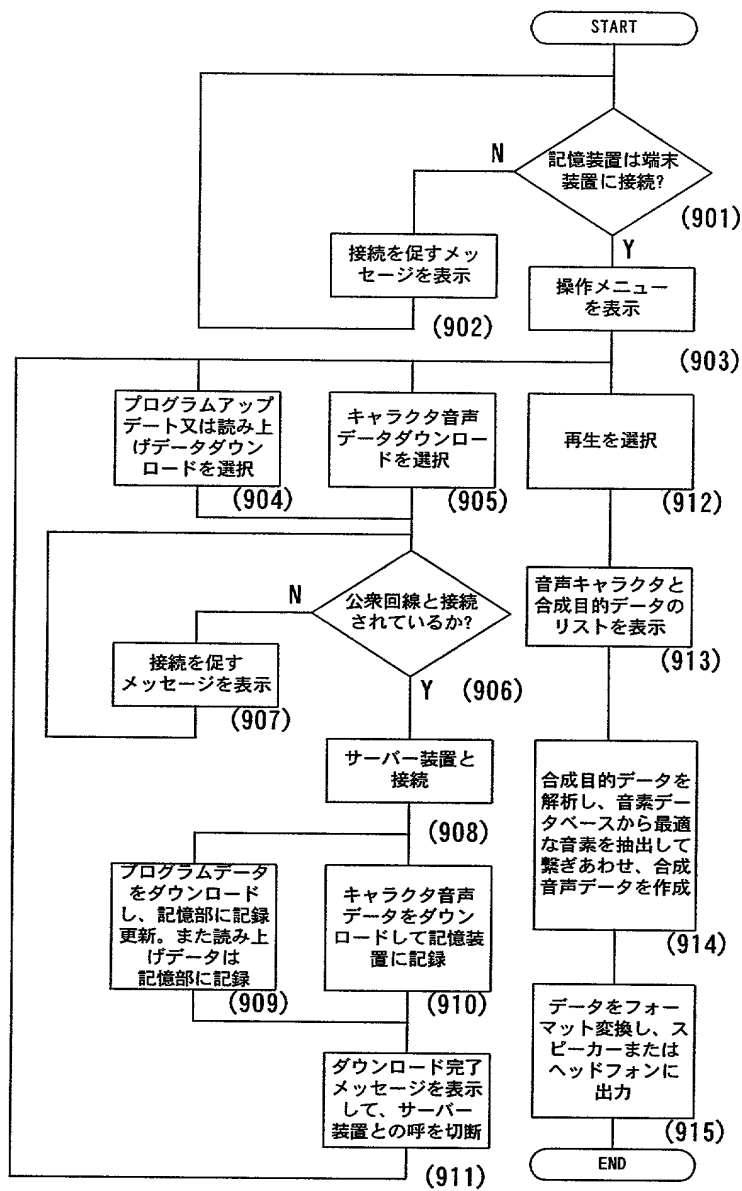 START
記憶装置は端末
装置に接続?
N
(901)
Y
接続を促すメッ
セージを表示
(902)
操作メニュー
を表示
(903)
プログラムアップ
デート又は読み上
げデータダウン
ロードを選択
(904)
キャラクタ音声
データダウンロー
ドを選択
(905)
再生を選択
(912)
公衆回線と接続
されているか?
N
Y
(906)
接続を促す
メッセージを表示
(907)
音声キャラクタと
合成目的データの
リストを表示
(913)
サーバー装置と
接続
(908)
合成目的データを
解析し、音素デー
タベースから最適
な音素を抽出して
繋ぎあわせ、合成
音声データを作成
(914)
プログラムデータ
をダウンロード
し、記憶部に記録
更新。また読み上
げデータは
記憶部に記録
(909)
キャラクタ音声
データをダウン
ロードして記憶装
置に記録
(910)
データをフォー
マット変換し、ス
ピーカーまたは
ヘッドフォンに
出力
(915)
ダウンロード完了
メッセージを表示
して、サーバー
装置との呼を切断
(911)
END